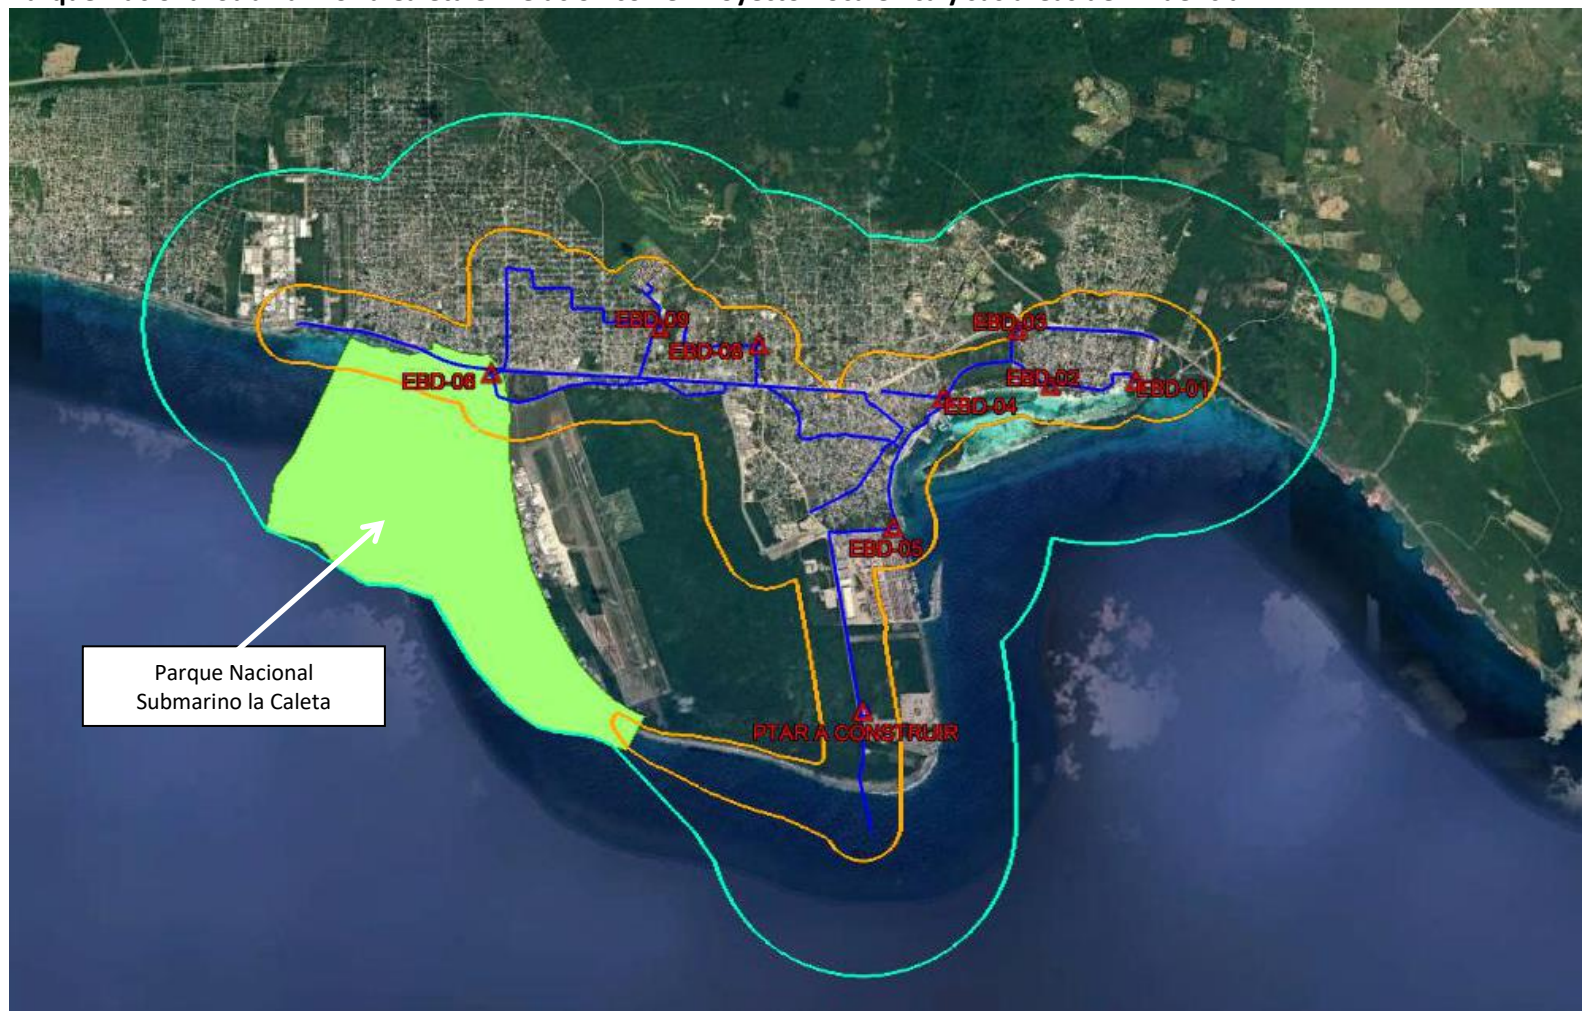 EBD-09
EBD-03
EBD-08
EBD-06
EBD-02
EBD-01
EBD-04
EBD-05
Parque Nacional
Submarino la Caleta
PTAR A CONSTRUIR